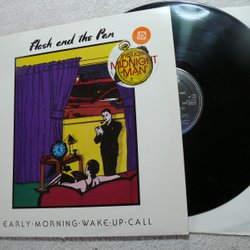 Flash and the Pan
MIDNIGHT
MAN
EARLY·MORNING·WAKE·UP·CALL